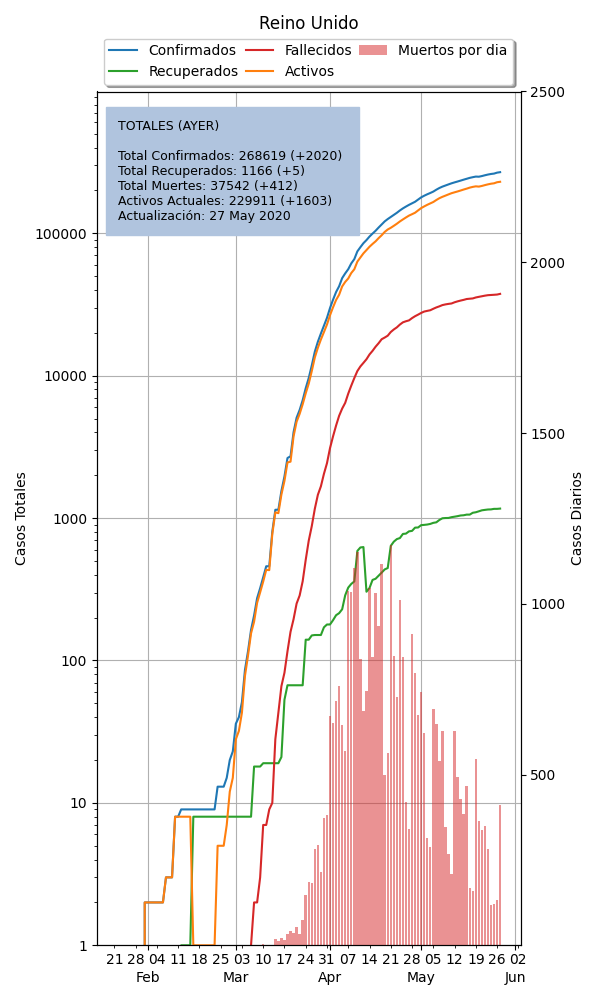 Reino Unido
Confirmados Fallecidos Muertos por dia
Recuperados Activos
TOTALES (AYER)
Total Confirmados: 268619 (+2020)
Total Recuperados: 1166 (+5)
Total Muertes: 37542 (+412)
Activos Actuales: 229911 (+1603)
Actualización: 27 May 2020
Casos Totales
100000
10000
1000
100
10
1
2500
2000
1500
1000
500
Casos Diarios
21 28 04 11 18 25 03 10 17 24 31 07 14 21 28 05 12 19 26 02
Feb Mar Apr May Jun